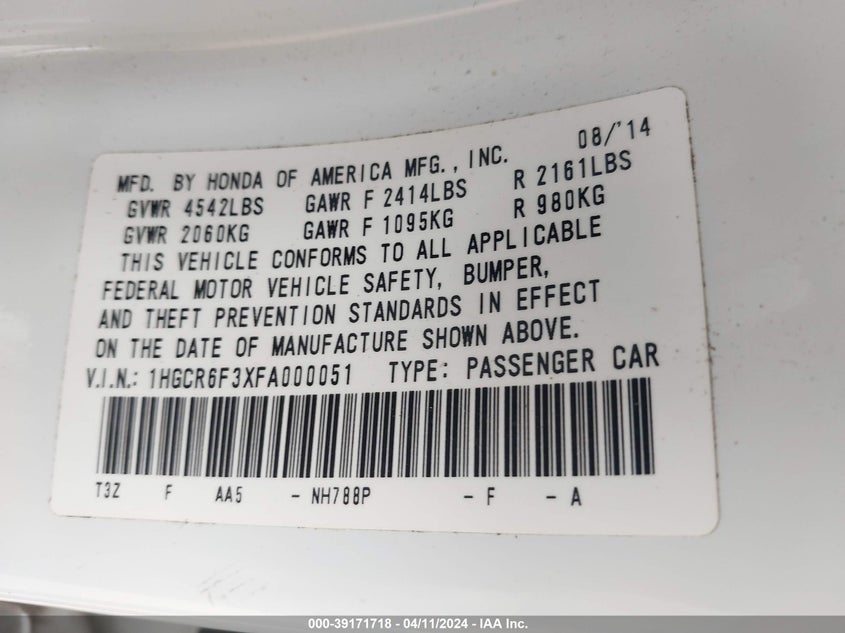 08/'14
MFD. BY HONDA OF AMERICA MFG., INC.
GVWR 4542LBS GAWR F 2414LBS R 2161LBS
GVWR 2060KG GAWR F 1095KG R 980KG
THIS VEHICLE CONFORMS TO ALL APPLICABLE
FEDERAL MOTOR VEHICLE SAFETY, BUMPER,
AND THEFT PREVENTION STANDARDS IN EFFECT
ON THE DATE OF MANUFACTURE SHOWN ABOVE.
V.I.N.: 1HGCR6F3XFA000051 TYPE: PASSENGER CAR
T3Z F AA5 - NH788P - F - A
000-39171718 - 04/11/2024 - IAA Inc.